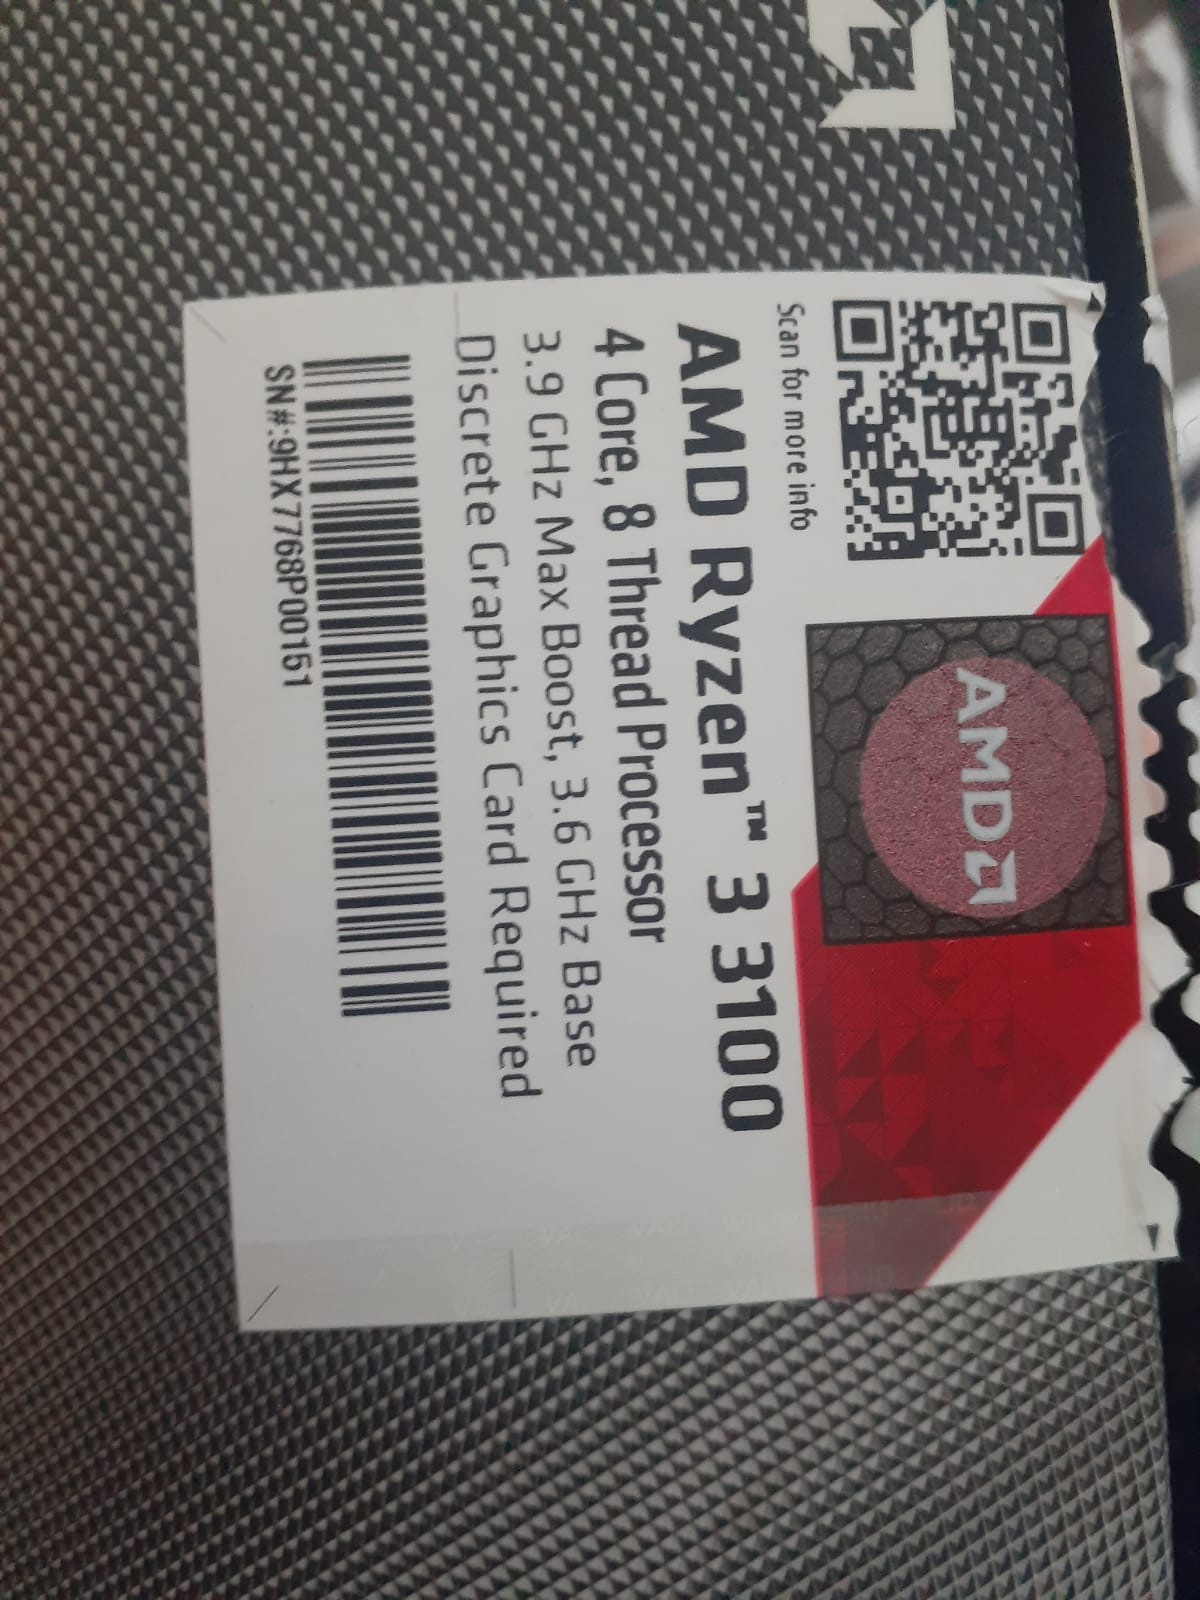 Scan for more info
AMD
AMD Ryzen™ 3 3100
4 Core, 8 Thread Processor
3.9 GHz Max Boost, 3.6 GHz Base
Discrete Graphics Card Required
SN#:9HX7768P00151